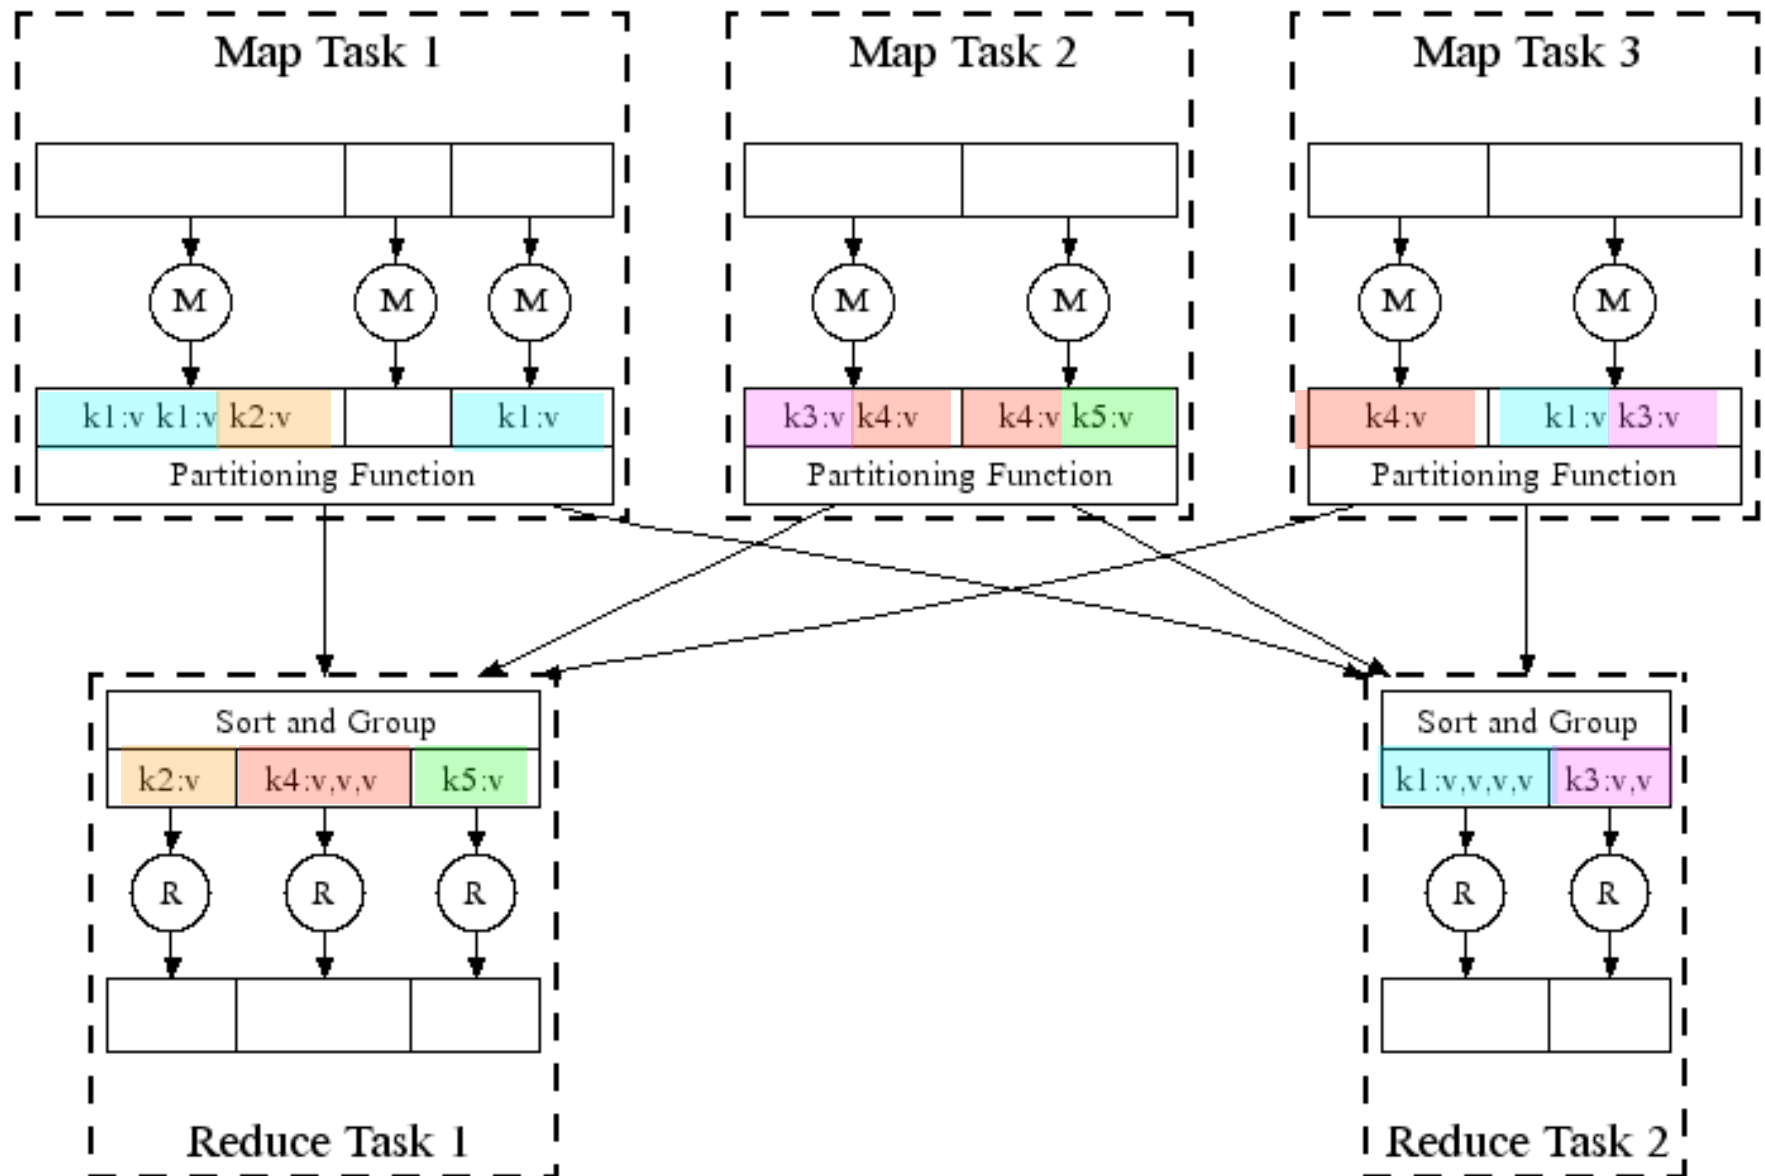 Map Task 1
Map Task 2
Map Task 3
M M M
M M
M M
k1:v k1:v k2:v
k1:v
k3:v k4:v
k4:v k5:v
k4:v
k1:v k3:v
Partitioning Function
Partitioning Function
Partitioning Function
Sort and Group
k2:v
k4:v,v,v
k5:v
R R R
Reduce Task 1
Sort and Group
k1:v,v,v,v
k3:v,v
R R
Reduce Task 2